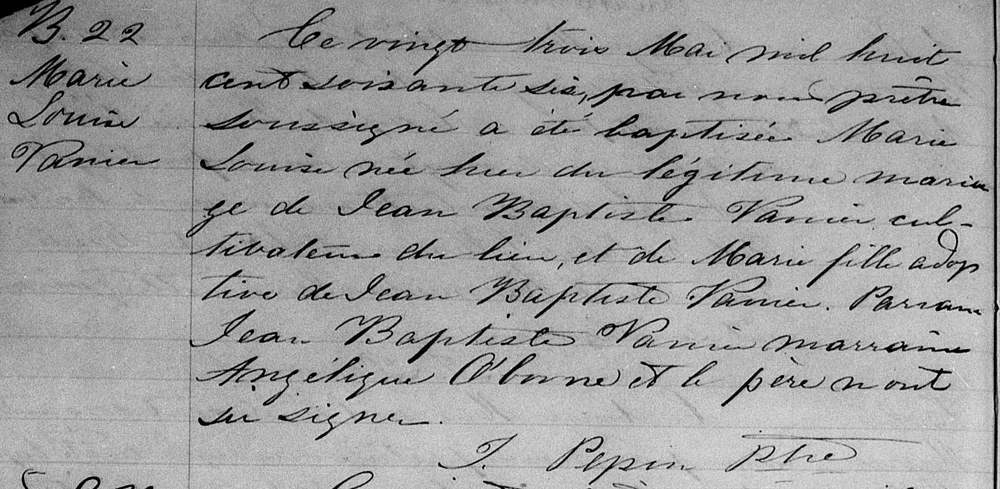 B. 22
Marie
Louise
Vanier
Ce vingt trois Mai mil huit
cent soixante six, par nous prêtre
soussigné a été baptisée Marie
Louise née hier du légitime maria
ge de Jean Baptiste Vanier cul-
tivateur du lieu, et de Marie fille adop
tive de Jean Baptiste Vanier. Parrain
Jean Baptiste Vanier marraine
Angélique O'borne et le père n'ont
su signer.
J. Pepin Ptre